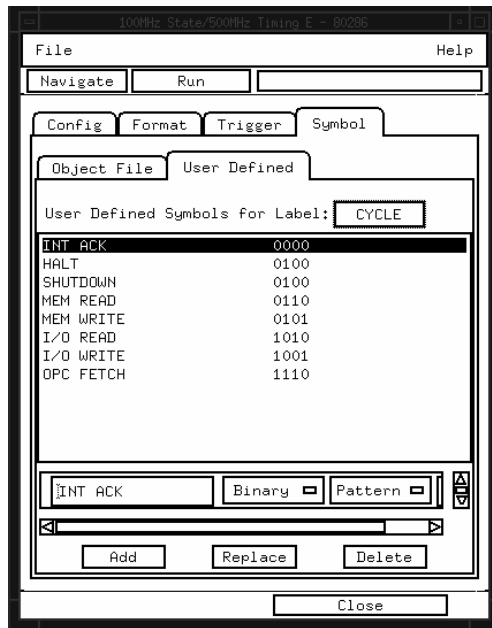 100MHz State/500MHz Timing E - 80286
File Help
Navigate Run
Config Format Trigger Symbol
Object File User Defined
User Defined Symbols for Label: CYCLE
INT ACK 0000
HALT 0100
SHUTDOWN 0100
MEM READ 0110
MEM WRITE 0101
I/O READ 1010
I/O WRITE 1001
OPC FETCH 1110
INT ACK Binary Pattern
Add Replace Delete
Close